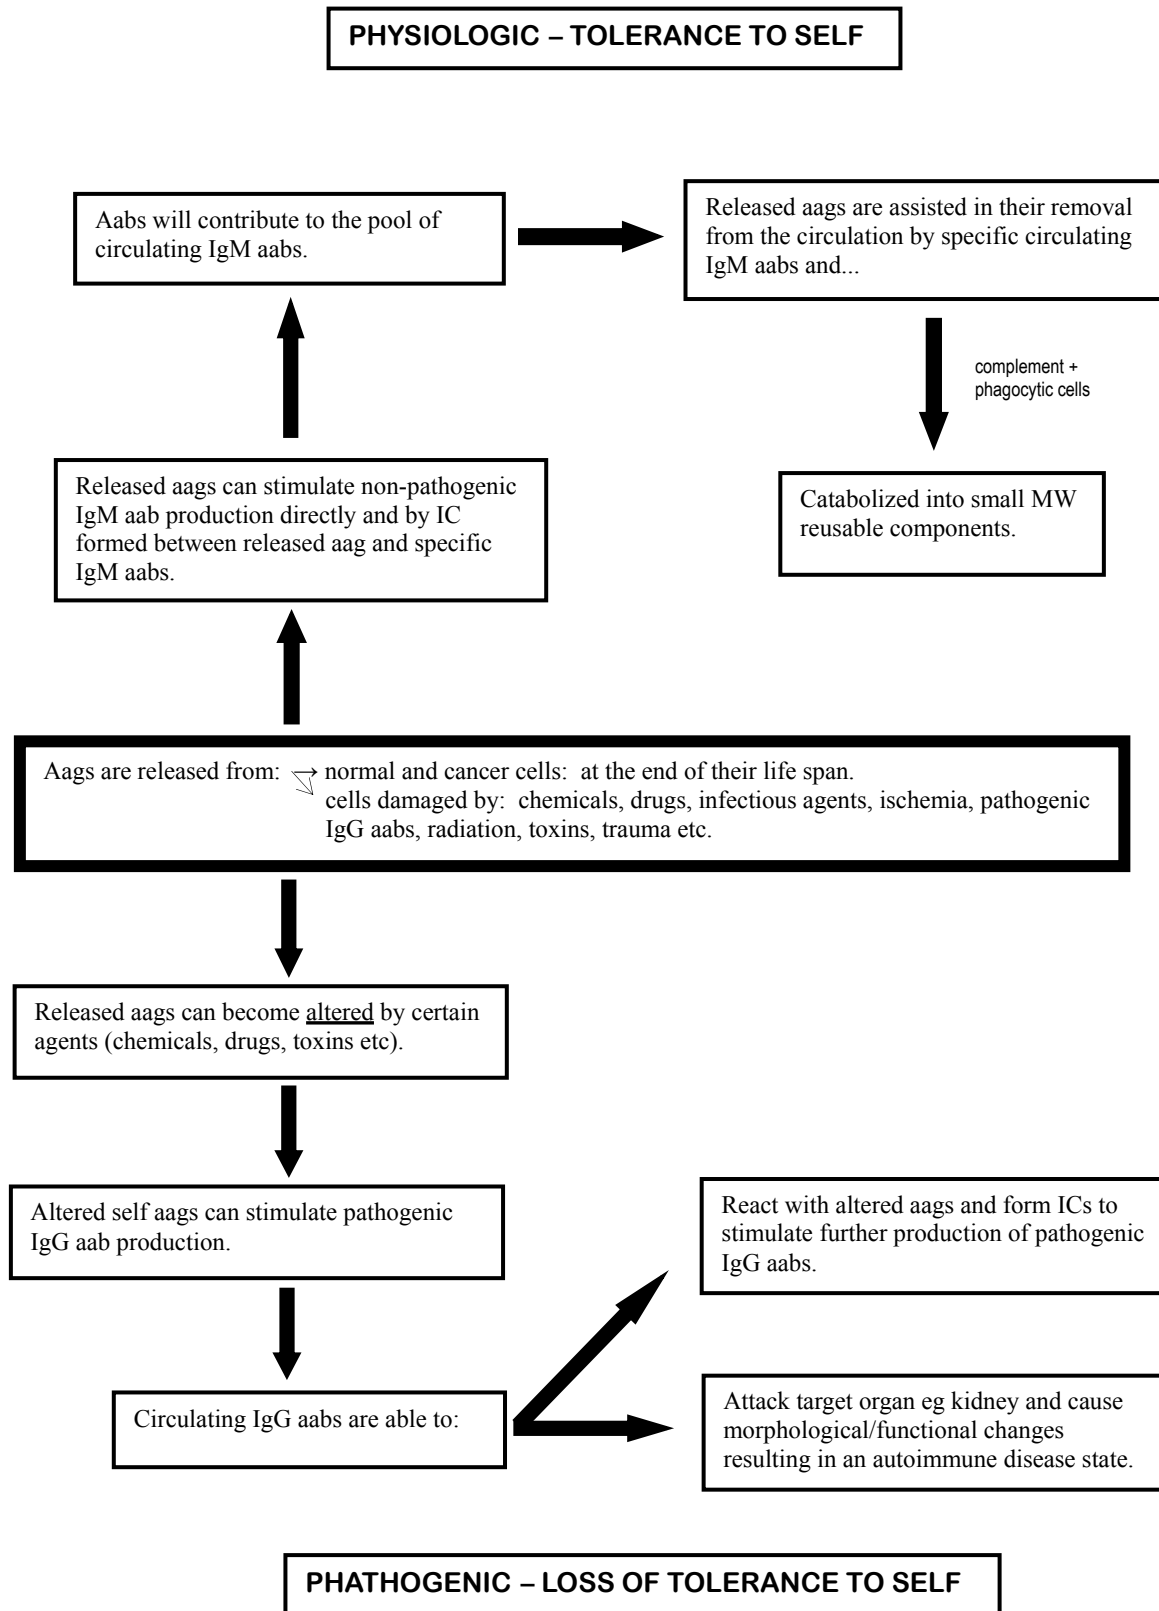 PHYSIOLOGIC – TOLERANCE TO SELF
Aabs will contribute to the pool of
circulating IgM aabs.
Released aags are assisted in their removal
from the circulation by specific circulating
IgM aabs and...
complement +
phagocytic cells
Released aags can stimulate non-pathogenic
IgM aab production directly and by IC
formed between released aag and specific
IgM aabs.
Catabolized into small MW
reusable components.
Aags are released from: → normal and cancer cells: at the end of their life span.
cells damaged by: chemicals, drugs, infectious agents, ischemia, pathogenic
IgG aabs, radiation, toxins, trauma etc.
Released aags can become altered by certain
agents (chemicals, drugs, toxins etc).
Altered self aags can stimulate pathogenic
IgG aab production.
React with altered aags and form ICs to
stimulate further production of pathogenic
IgG aabs.
Circulating IgG aabs are able to:
Attack target organ eg kidney and cause
morphological/functional changes
resulting in an autoimmune disease state.
PHATHOGENIC – LOSS OF TOLERANCE TO SELF